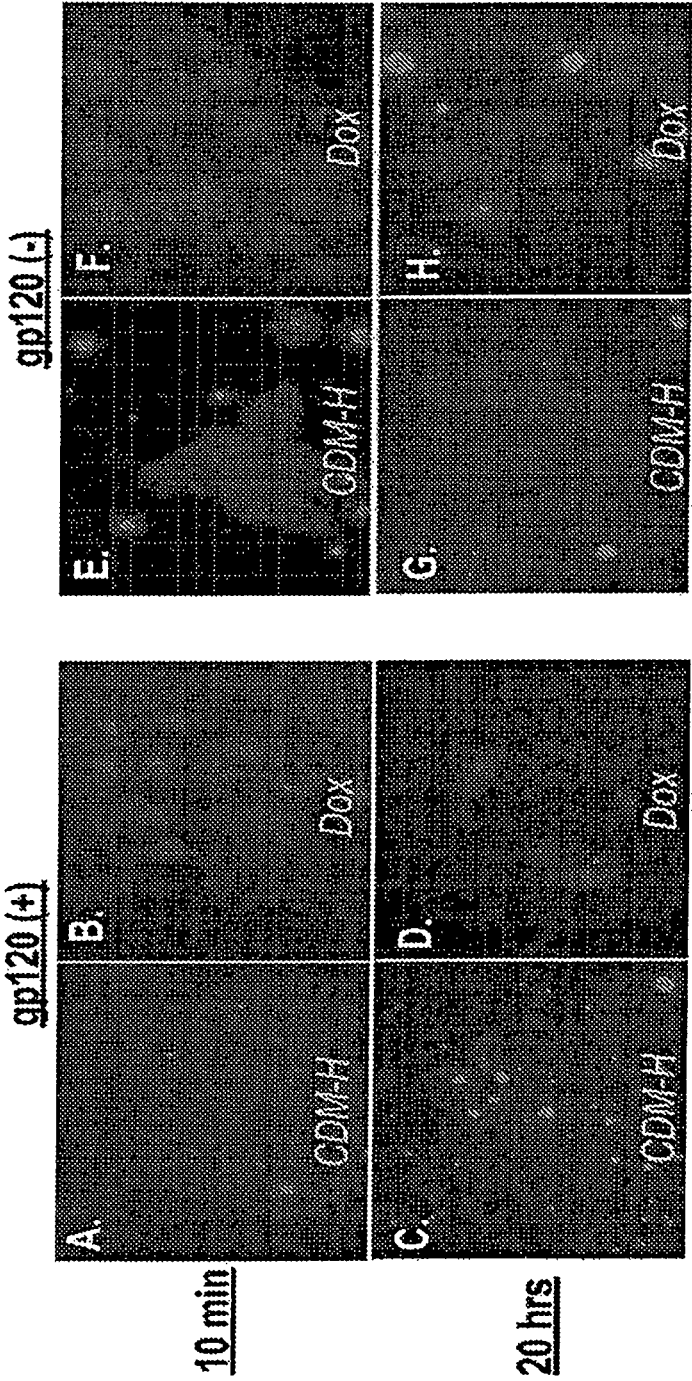 gp120 (+)
gp120 (-)
10 min
A.
CDM-H
B.
Dox
E.
CDM-H
F.
Dox
20 hrs
C.
CDM-H
D.
Dox
G.
CDM-H
H.
Dox